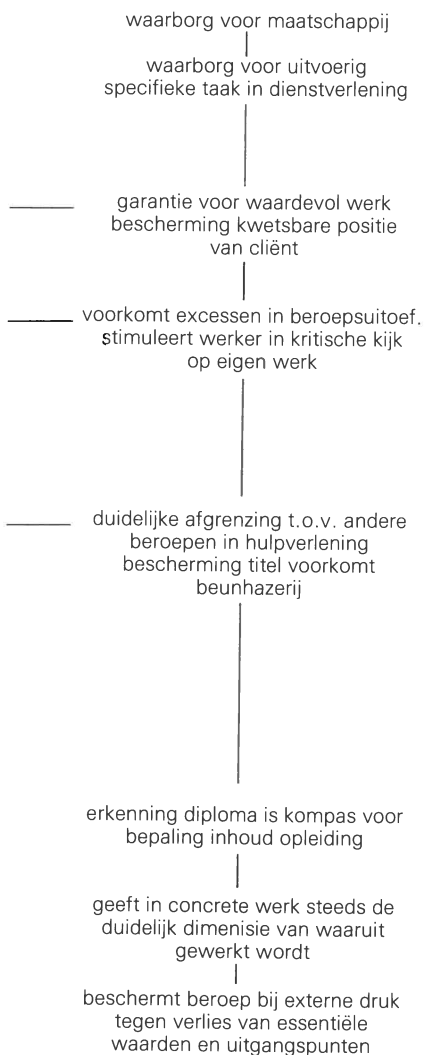 waarborg voor maatschappij
waarborg voor uitvoerig
specifieke taak in dienstverlening
garantie voor waardevol werk
bescherming kwetsbare positie
van cliënt
voorkomt excessen in beroepsuitoef.
stimuleert werker in kritische kijk
op eigen werk
duidelijke afgrenzing t.o.v. andere
beroepen in hulpverlening
bescherming titel voorkomt
beunhazerij
erkenning diploma is kompas voor
bepaling inhoud opleiding
geeft in concrete werk steeds de
duidelijk dimenisie van waaruit
gewerkt wordt
beschermt beroep bij externe druk
tegen verlies van essentiële
waarden en uitgangspunten